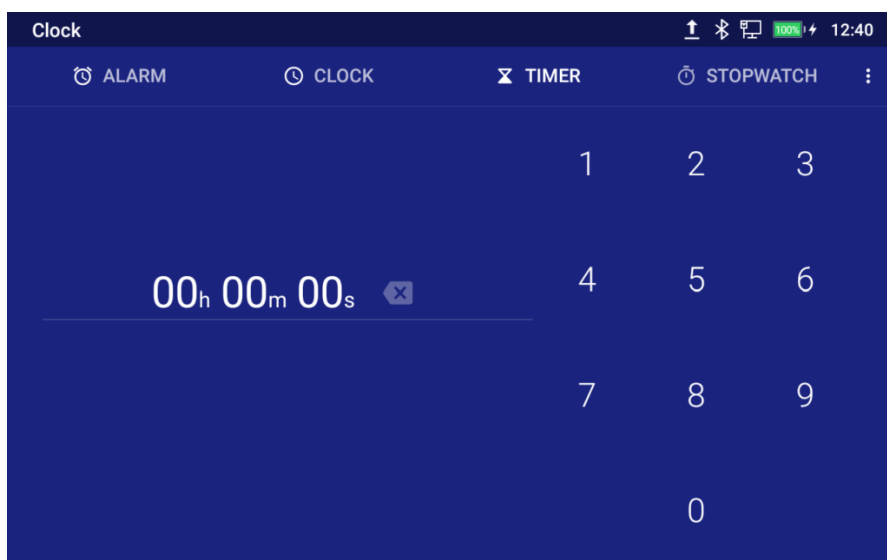 Clock 100% 12:40
ALARM CLOCK TIMER STOPWATCH
1 2 3
00h 00m 00s
4 5 6
7 8 9
0